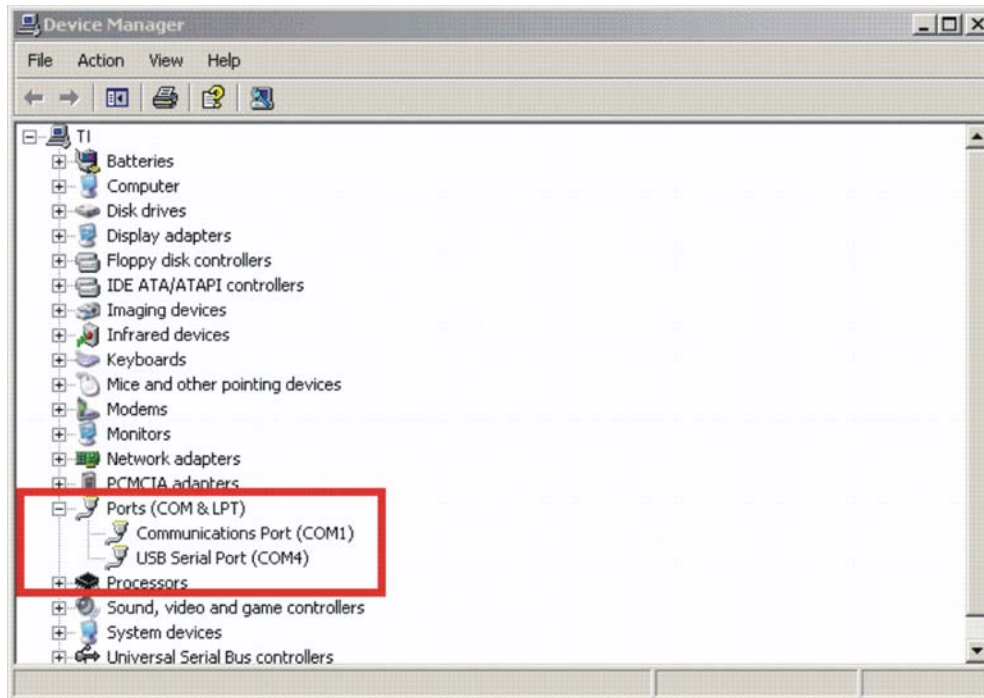 Device Manager
File Action View Help
TI
Batteries
Computer
Disk drives
Display adapters
Floppy disk controllers
IDE ATA/ATAPI controllers
Imaging devices
Infrared devices
Keyboards
Mice and other pointing devices
Modems
Monitors
Network adapters
PCMCIA adapters
Ports (COM & LPT)
Communications Port (COM1)
USB Serial Port (COM4)
Processors
Sound, video and game controllers
System devices
Universal Serial Bus controllers